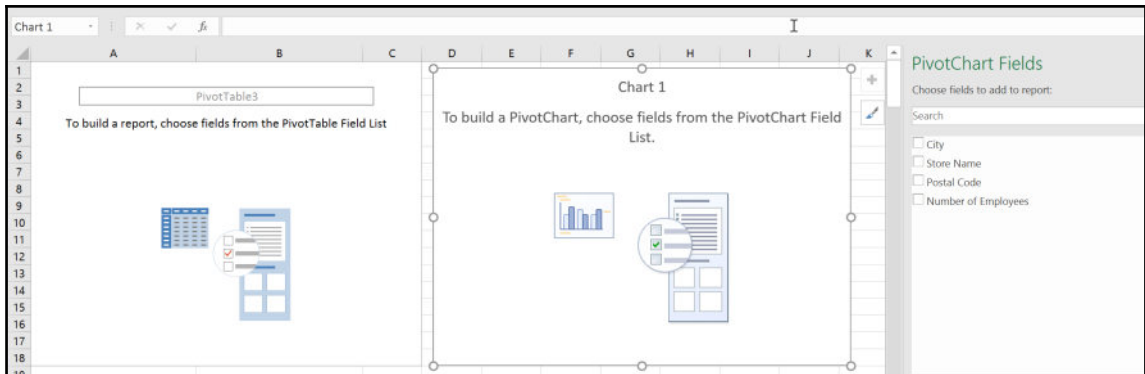 Chart 1
fx
A B C D E F G H I J K
PivotChart Fields
Choose fields to add to report:
Search
City
Store Name
Postal Code
Number of Employees
1
2
3
4
5
6
7
8
9
10
11
12
13
14
15
16
17
18
19
PivotTable3
To build a report, choose fields from the PivotTable Field List
Chart 1
To build a PivotChart, choose fields from the PivotChart Field
List.